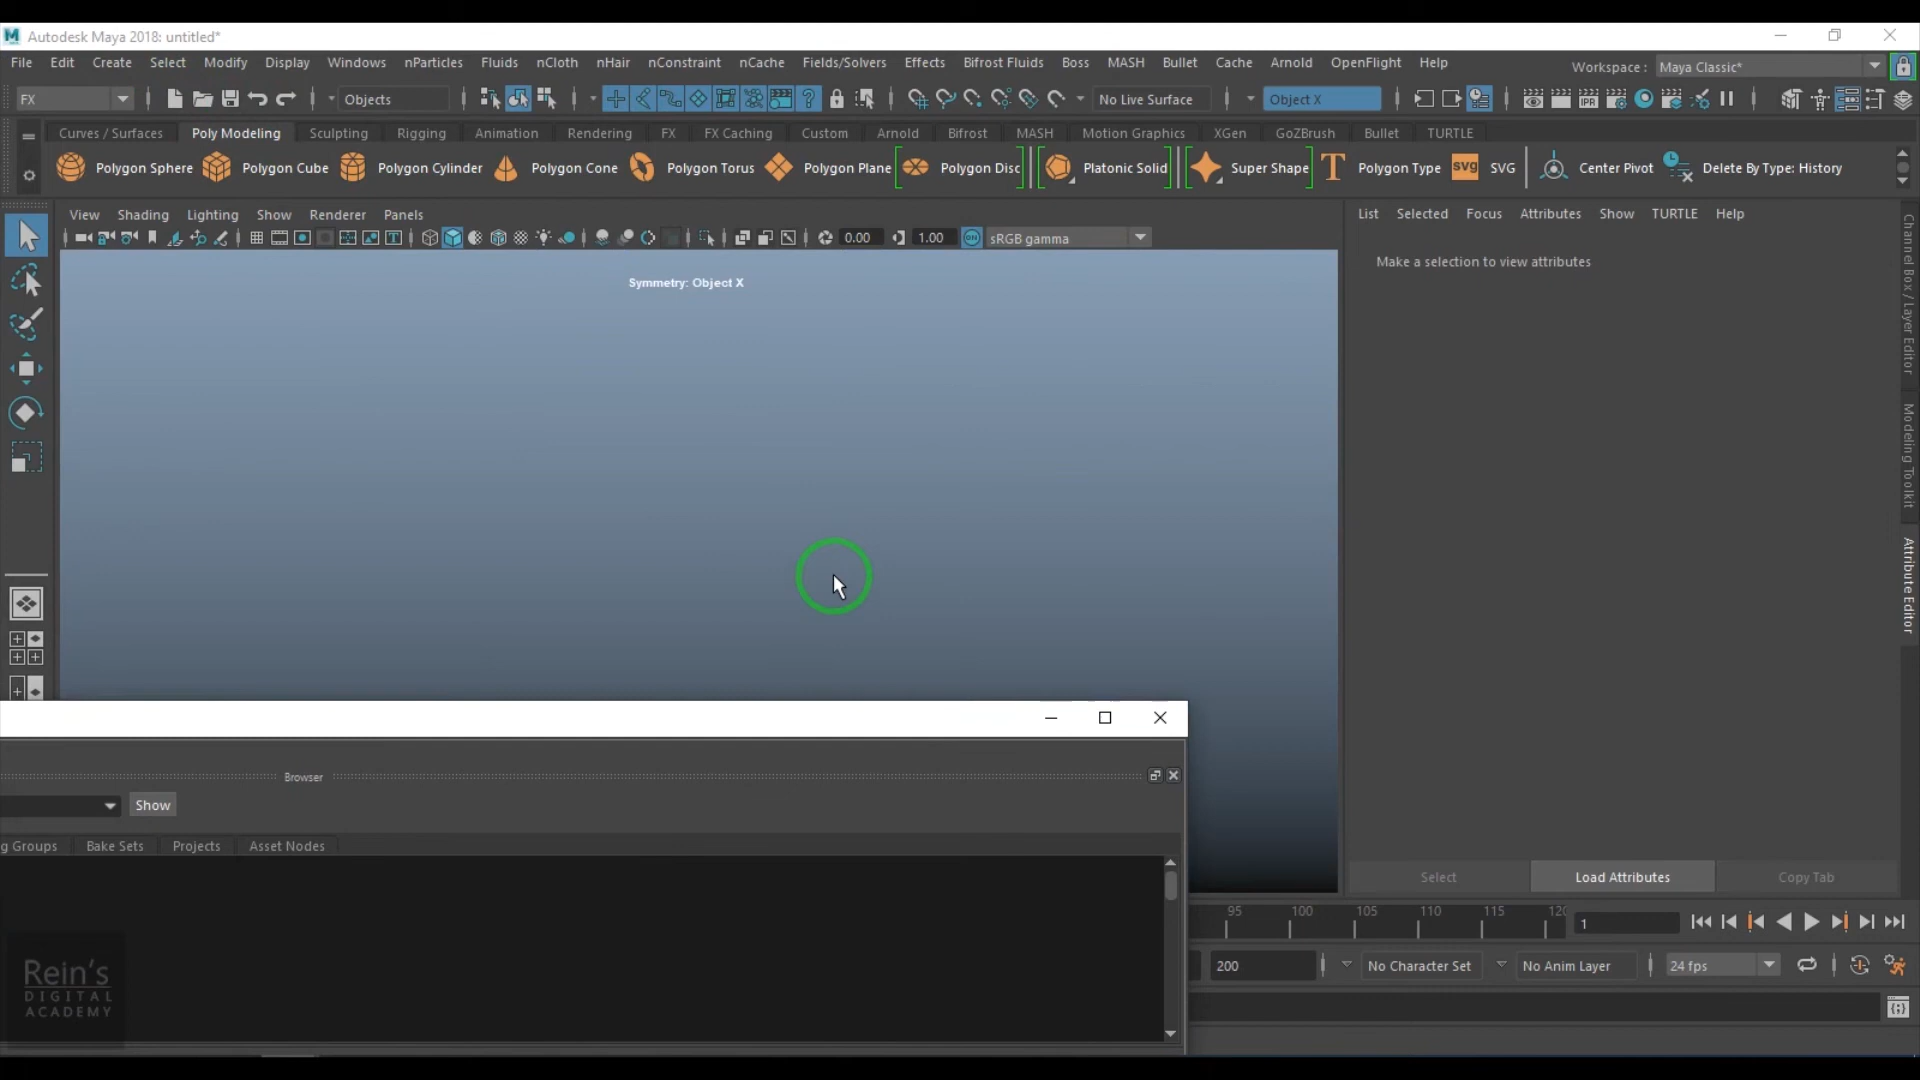 Autodesk Maya 2018: untitled*
File Edit Create Select Modify Display Windows nParticles Fluids nCloth nHair nConstraint nCache Fields/Solvers Effects Bifrost Fluids Boss MASH Bullet Cache Arnold OpenFlight Help Workspace : Maya Classic*
FX Objects No Live Surface Object X
Curves / Surfaces Poly Modeling Sculpting Rigging Animation Rendering FX FX Caching Custom Arnold Bifrost MASH Motion Graphics XGen GoZBrush Bullet TURTLE
Polygon Sphere Polygon Cube Polygon Cylinder Polygon Cone Polygon Torus Polygon Plane Polygon Disc Platonic Solid Super Shape Polygon Type svg SVG Center Pivot Delete By Type: History
View Shading Lighting Show Renderer Panels
List Selected Focus Attributes Show TURTLE Help
0.00 1.00 ON sRGB gamma
Make a selection to view attributes
Symmetry: Object X
Channel Box / Layer Editor
Modeling Toolkit
Attribute Editor
Browser
Show
g Groups Bake Sets Projects Asset Nodes
Select Load Attributes Copy Tab
95 100 105 110 115 120 1
200 No Character Set No Anim Layer 24 fps
Rein's
DIGITAL
ACADEMY